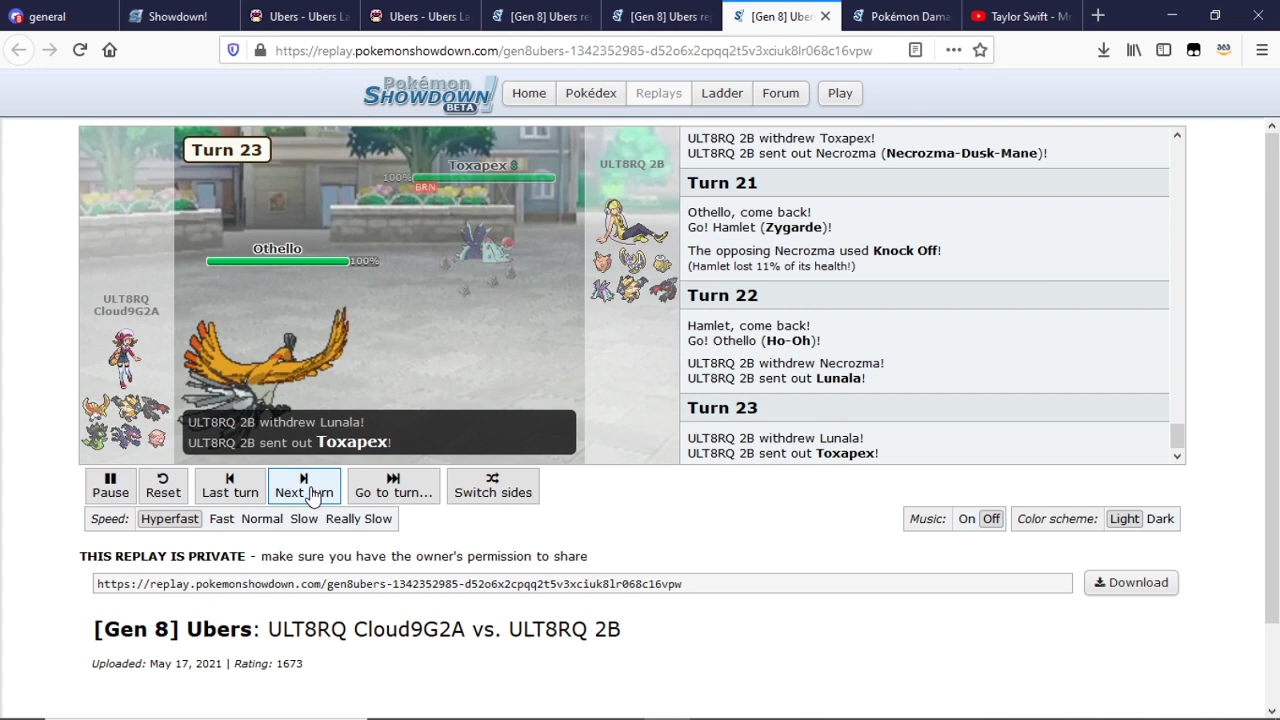 general
Showdown!
Ubers - Ubers La
Ubers - Ubers La
[Gen 8] Ubers re
[Gen 8] Ubers re
[Gen 8] Uber
Pokémon Dama
Taylor Swift - M
https://replay.pokemonshowdown.com/gen8ubers-1342352985-d52o6x2cpqq2t5v3xciuk8lr068c16vpw
Pokémon
SHOWDOWN!
BETA
Home
Pokédex
Replays
Ladder
Forum
Play
Turn 23
Toxapex
100%
BRN
Othello
100%
ULT8RQ
Cloud9G2A
ULT8RQ 2B
ULT8RQ 2B withdrew Lunala!
ULT8RQ 2B sent out Toxapex!
ULT8RQ 2B withdrew Toxapex!
ULT8RQ 2B sent out Necrozma (Necrozma-Dusk-Mane)!
Turn 21
Othello, come back!
Go! Hamlet (Zygarde)!
The opposing Necrozma used Knock Off!
(Hamlet lost 11% of its health!)
Turn 22
Hamlet, come back!
Go! Othello (Ho-Oh)!
ULT8RQ 2B withdrew Necrozma!
ULT8RQ 2B sent out Lunala!
Turn 23
ULT8RQ 2B withdrew Lunala!
ULT8RQ 2B sent out Toxapex!
Pause
Reset
Last turn
Next turn
Go to turn...
Switch sides
Speed: Hyperfast Fast Normal Slow Really Slow
Music: On Off
Color scheme: Light Dark
THIS REPLAY IS PRIVATE - make sure you have the owner's permission to share
https://replay.pokemonshowdown.com/gen8ubers-1342352985-d52o6x2cpqq2t5v3xciuk8lr068c16vpw
Download
[Gen 8] Ubers: ULT8RQ Cloud9G2A vs. ULT8RQ 2B
Uploaded: May 17, 2021 | Rating: 1673